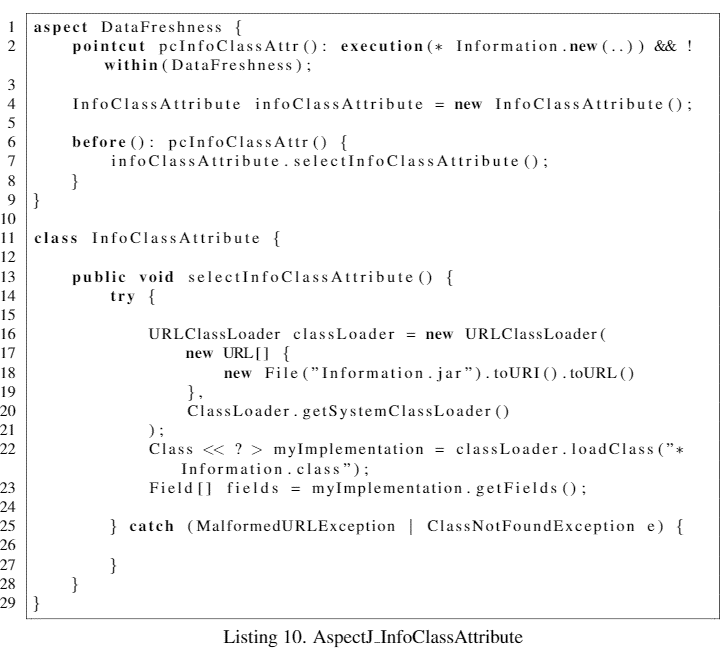 1 aspect DataFreshness {
2 pointcut pcInfoClassAttr(): execution(* Information.new(..)) && !
within(DataFreshness);
3
4 InfoClassAttribute infoClassAttribute = new InfoClassAttribute();
5
6 before(): pcInfoClassAttr() {
7 infoClassAttribute.selectInfoClassAttribute();
8 }
9 }
10
11 class InfoClassAttribute {
12
13 public void selectInfoClassAttribute() {
14 try {
15
16 URLClassLoader classLoader = new URLClassLoader(
17 new URL[] {
18 new File("Information.jar").toURI().toURL()
19 },
20 ClassLoader.getSystemClassLoader()
21 );
22 Class << ? > myImplementation = classLoader.loadClass("*
Information.class");
23 Field[] fields = myImplementation.getFields();
24
25 } catch (MalformedURLException | ClassNotFoundException e) {
26
27 }
28 }
29 }
Listing 10. AspectJ_InfoClassAttribute